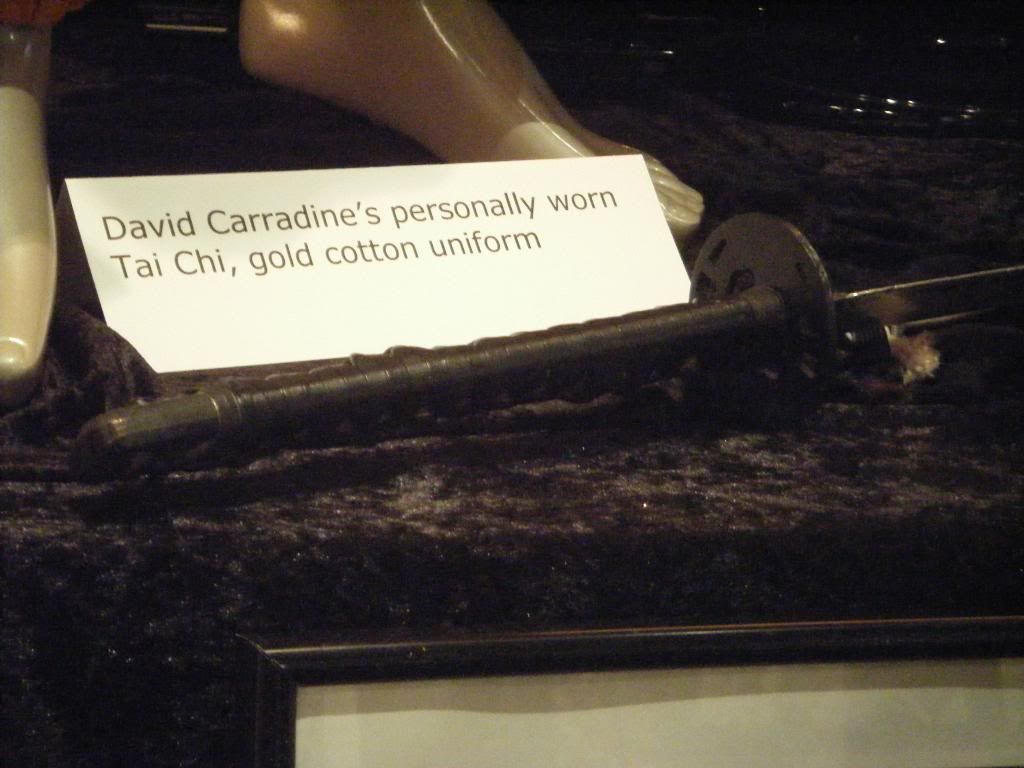 David Carradine's personally worn
Tai Chi, gold cotton uniform